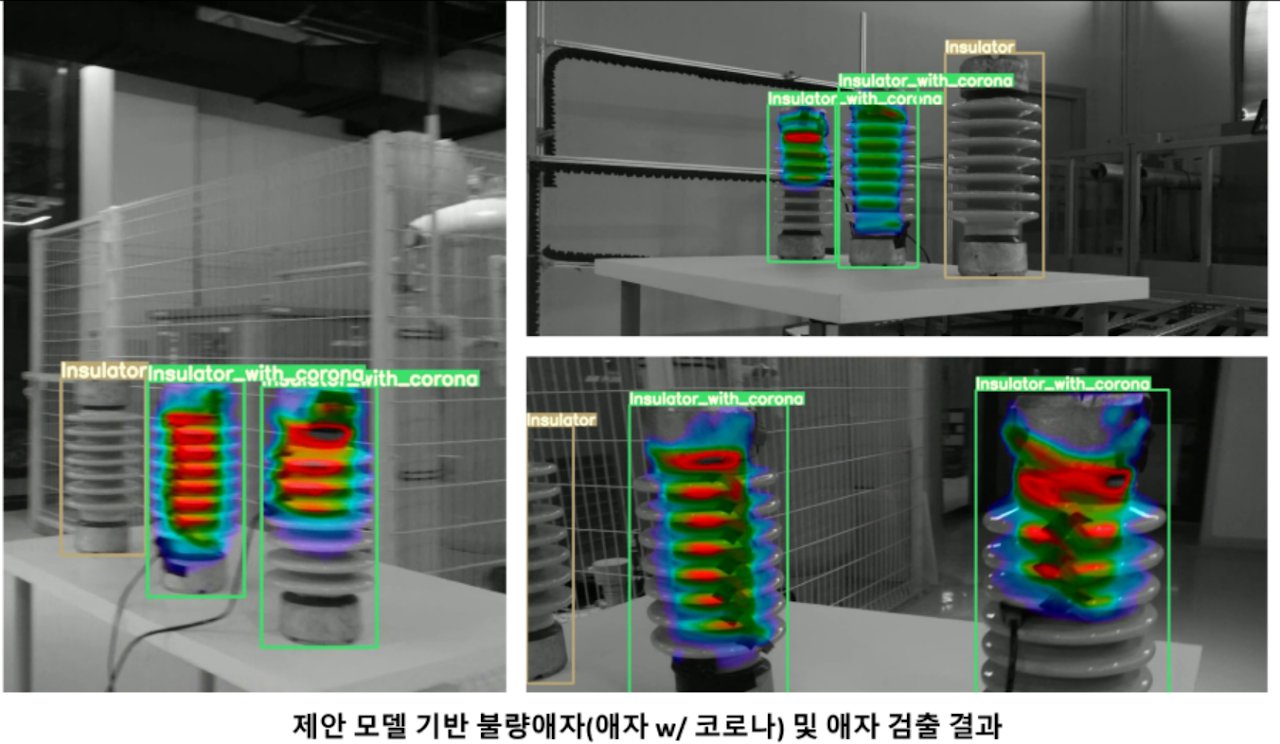 Insulator
Insulator_with_corona
with_corona
Insulator
Insulator_with_corona
Insulator_with_corona
Insulator
Insulator_with_corona
Insulator_with_corona
제안 모델 기반 불량애자(애자 w/ 코로나) 및 애자 검출 결과